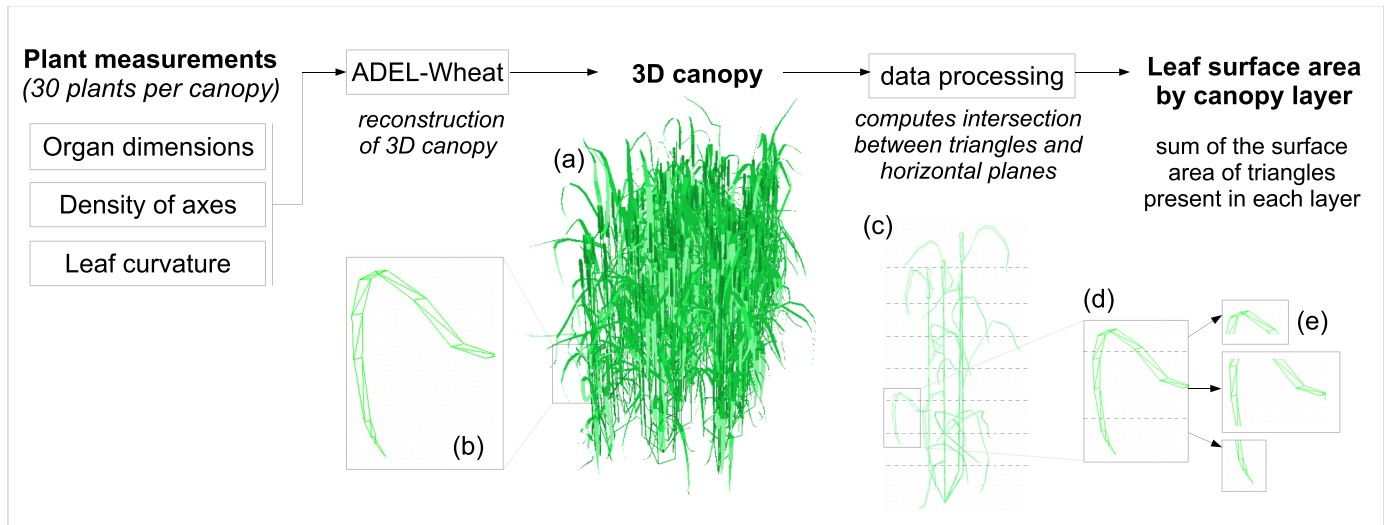 Plant measurements
(30 plants per canopy)
Organ dimensions
Density of axes
Leaf curvature
ADEL-Wheat
reconstruction
of 3D canopy
3D canopy
data processing
computes intersection
between triangles and
horizontal planes
Leaf surface area
by canopy layer
sum of the surface
area of triangles
present in each layer
(a)
(b)
(c)
(d)
(e)